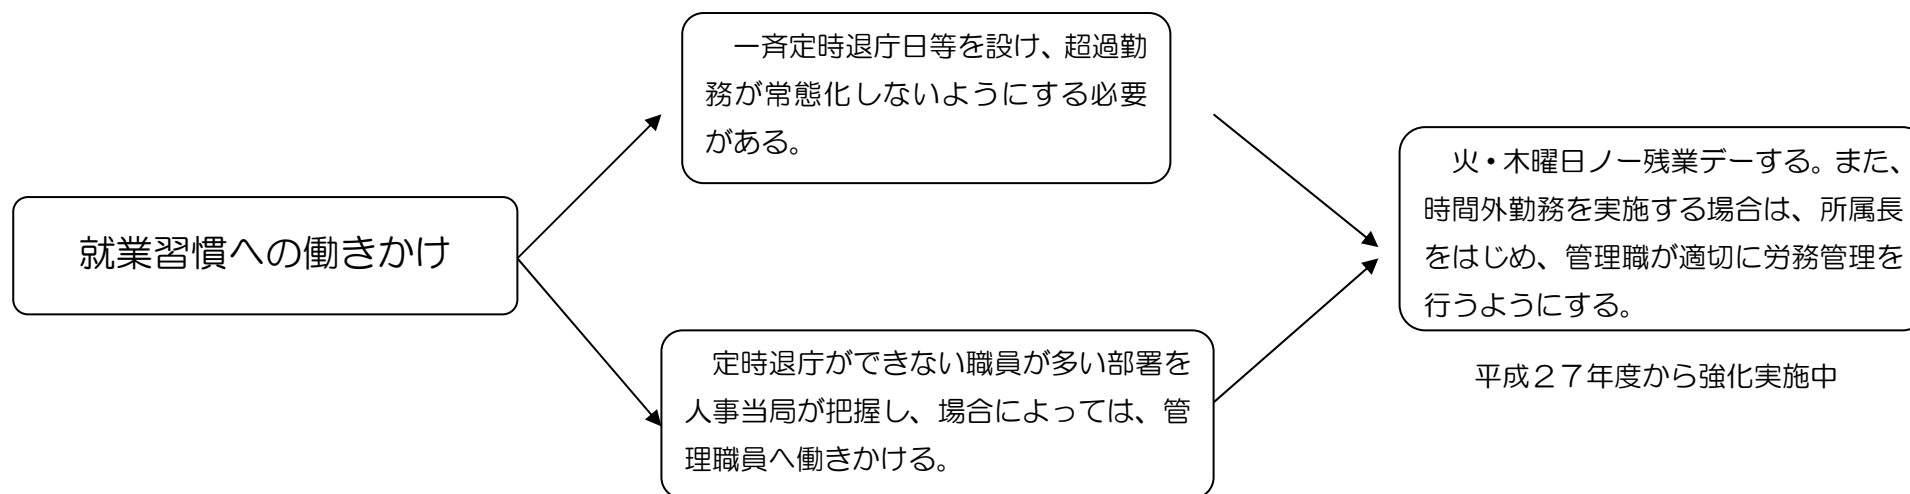 就業習慣への働きかけ
一斉定時退庁日等を設け、超過勤
務が常態化しないようにする必要
がある。
定時退庁ができない職員が多い部署を
人事当局が把握し、場合によっては、管
理職員へ働きかける。
火・木曜日ノー残業デーする。また、
時間外勤務を実施する場合は、所属長
をはじめ、管理職が適切に労務管理を
行うようにする。
平成２７年度から強化実施中